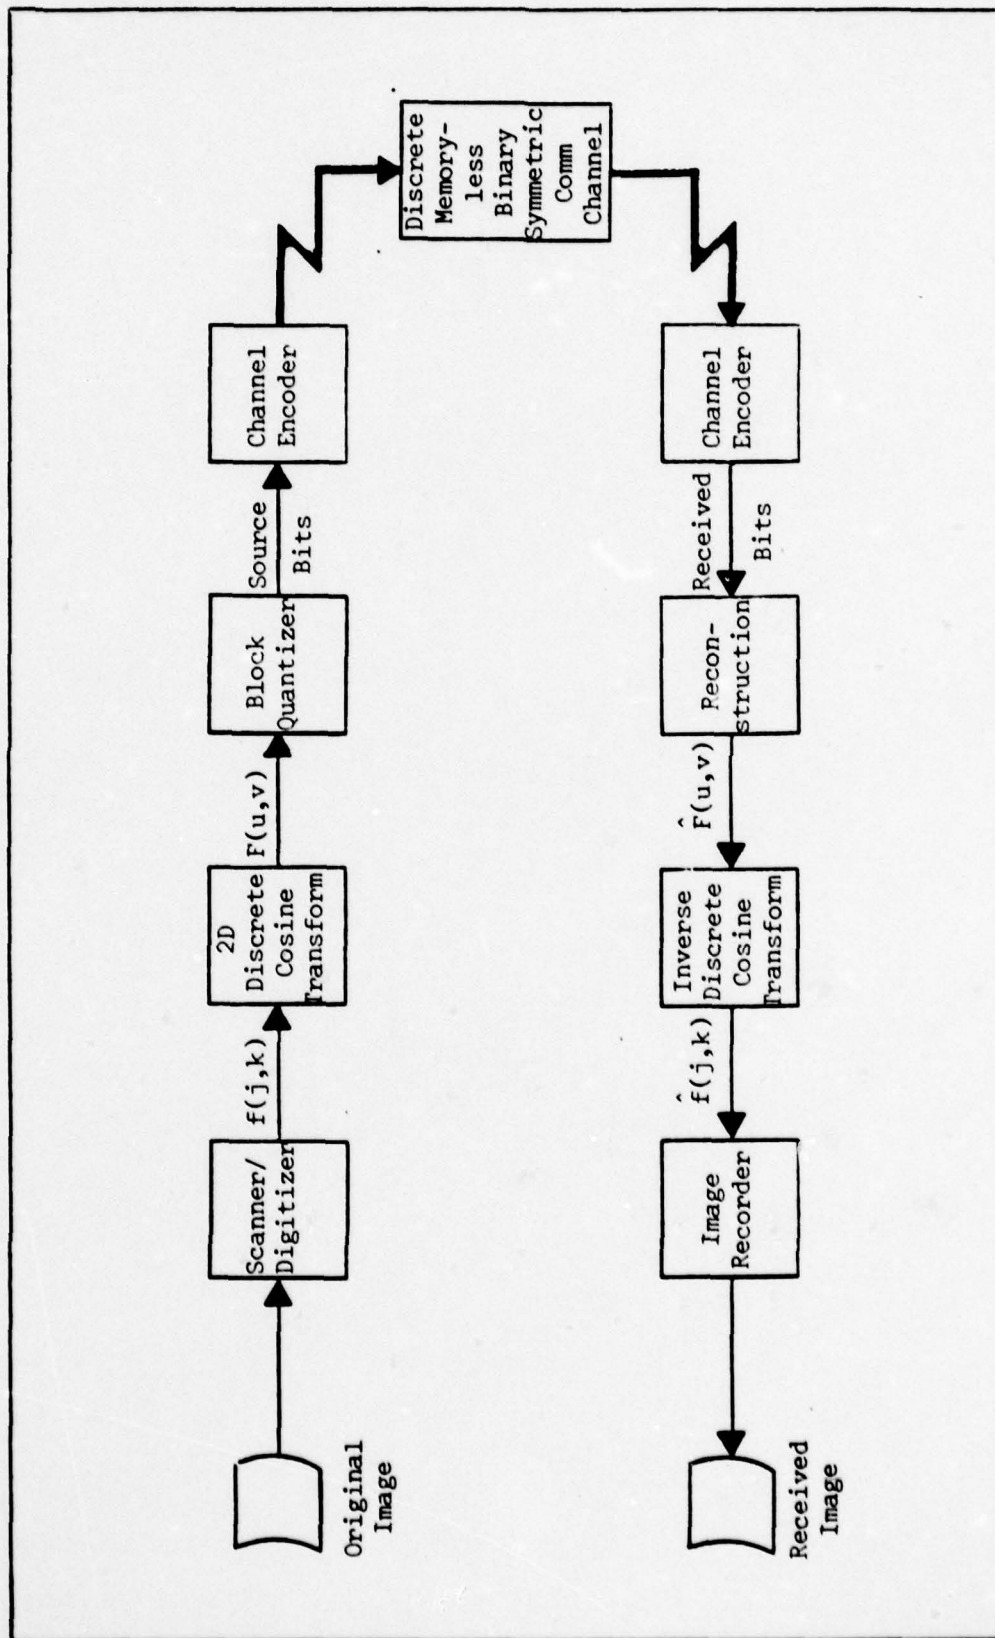 Original
Image
Scanner/
Digitizer
f(j,k)
2D
Discrete
Cosine
Transform
F(u,v)
Block
Quantizer
Source
Bits
Channel
Encoder
Discrete
Memory-
less
Binary
Symmetric
Comm
Channel
Channel
Encoder
Received
Bits
Recon-
struction
F̂(u,v)
Inverse
Discrete
Cosine
Transform
f̂(j,k)
Image
Recorder
Received
Image